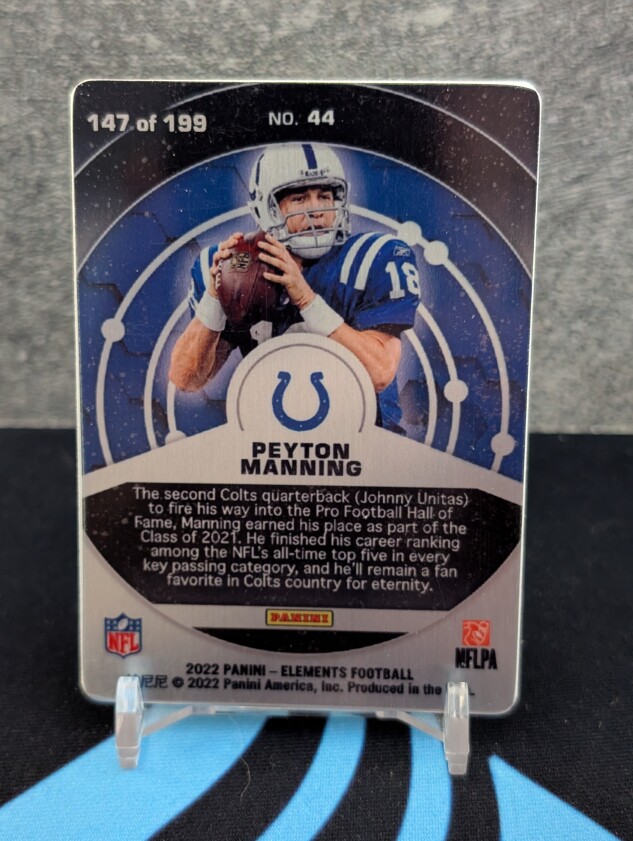 147 of 199
NO. 44
18
PEYTON
MANNING
The second Colts quarterback (Johnny Unitas)
to fire his way into the Pro Football Hall of
Fame, Manning earned his place as part of the
Class of 2021. He finished his career ranking
among the NFL's all-time top five in every
key passing category, and he'll remain a fan
favorite in Colts country for eternity.
PANINI
NFL
NFLPA
2022 PANINI – ELEMENTS FOOTBALL
尼尼 © 2022 Panini America, Inc. Produced in the